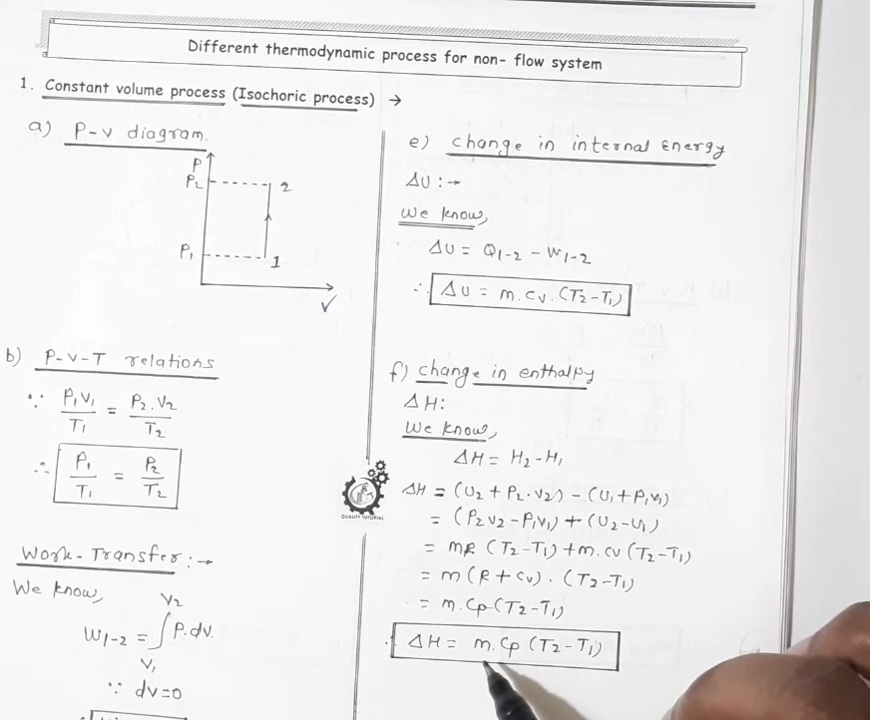 Different thermodynamic process for non- flow system
1. Constant volume process (Isochoric process) →
a) P-V diagram.
P
P2
2
P1
1
V
b) P-V-T relations
∵ P1V1/T1 = P2.V2/T2
∴ P1/T1 = P2/T2
Work-Transfer:→
We know,
W1-2 = ∫ P.dv.
V2
V1
∵ dv=0
e) change in internal Energy
ΔU:→
We know,
ΔU = Q1-2 - W1-2
∴ ΔU = m.Cv.(T2-T1)
f) change in enthalpy
ΔH:
We know,
ΔH = H2-H1
ΔH = (U2+P2.V2) - (U1+P1V1)
= (P2V2-P1V1) + (U2-U1)
= mR (T2-T1)+m.Cv(T2-T1)
= m(R+Cv).(T2-T1)
= m.Cp.(T2-T1)
∴ ΔH = m.Cp (T2-T1)
QUALITY TUTORIAL